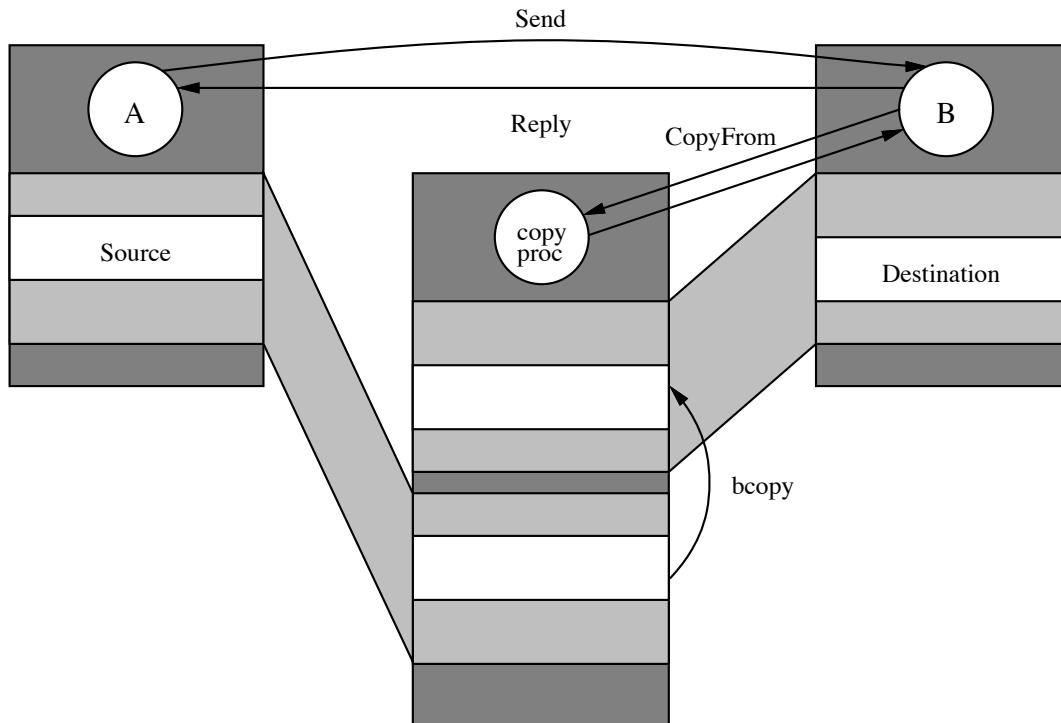 Send
A
B
Reply
CopyFrom
copy
proc
Source
Destination
bcopy